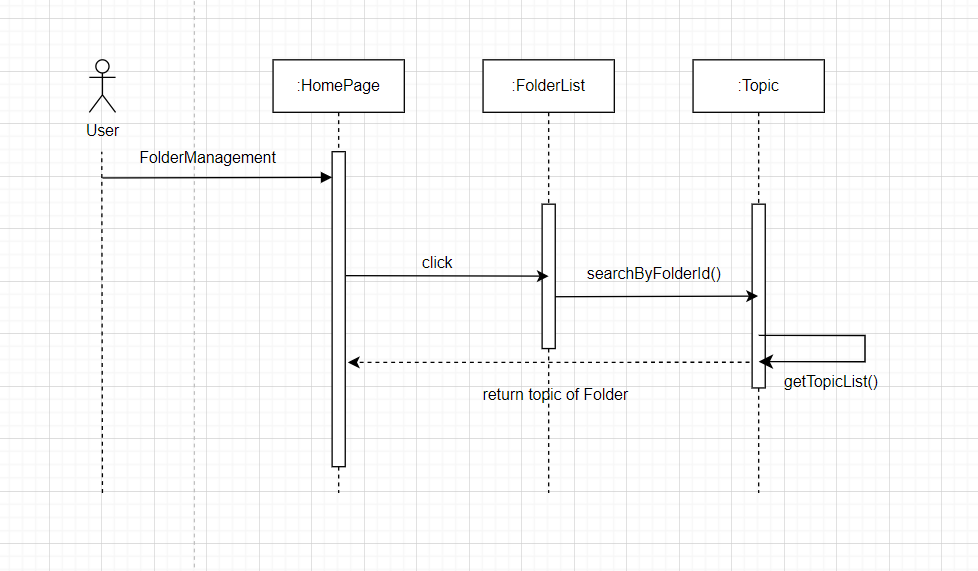 :HomePage
:FolderList
:Topic
User
FolderManagement
click
searchByFolderId()
getTopicList()
return topic of Folder